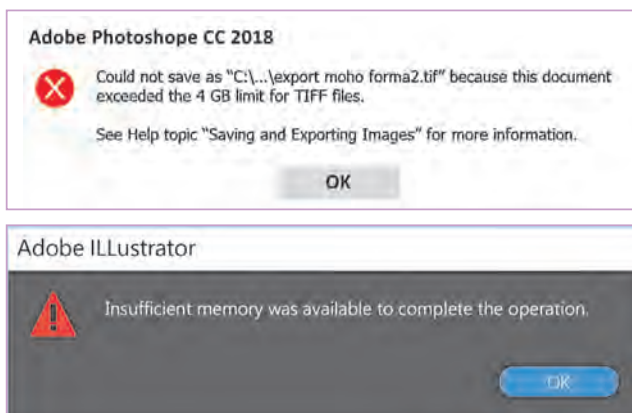 Adobe Photoshope CC 2018
Could not save as “C:\...\export moho forma2.tif” because this document
exceeded the 4 GB limit for TIFF files.
See Help topic “Saving and Exporting Images” for more information.
OK
Adobe ILLustrator
Insufficient memory was available to complete the operation.
OK